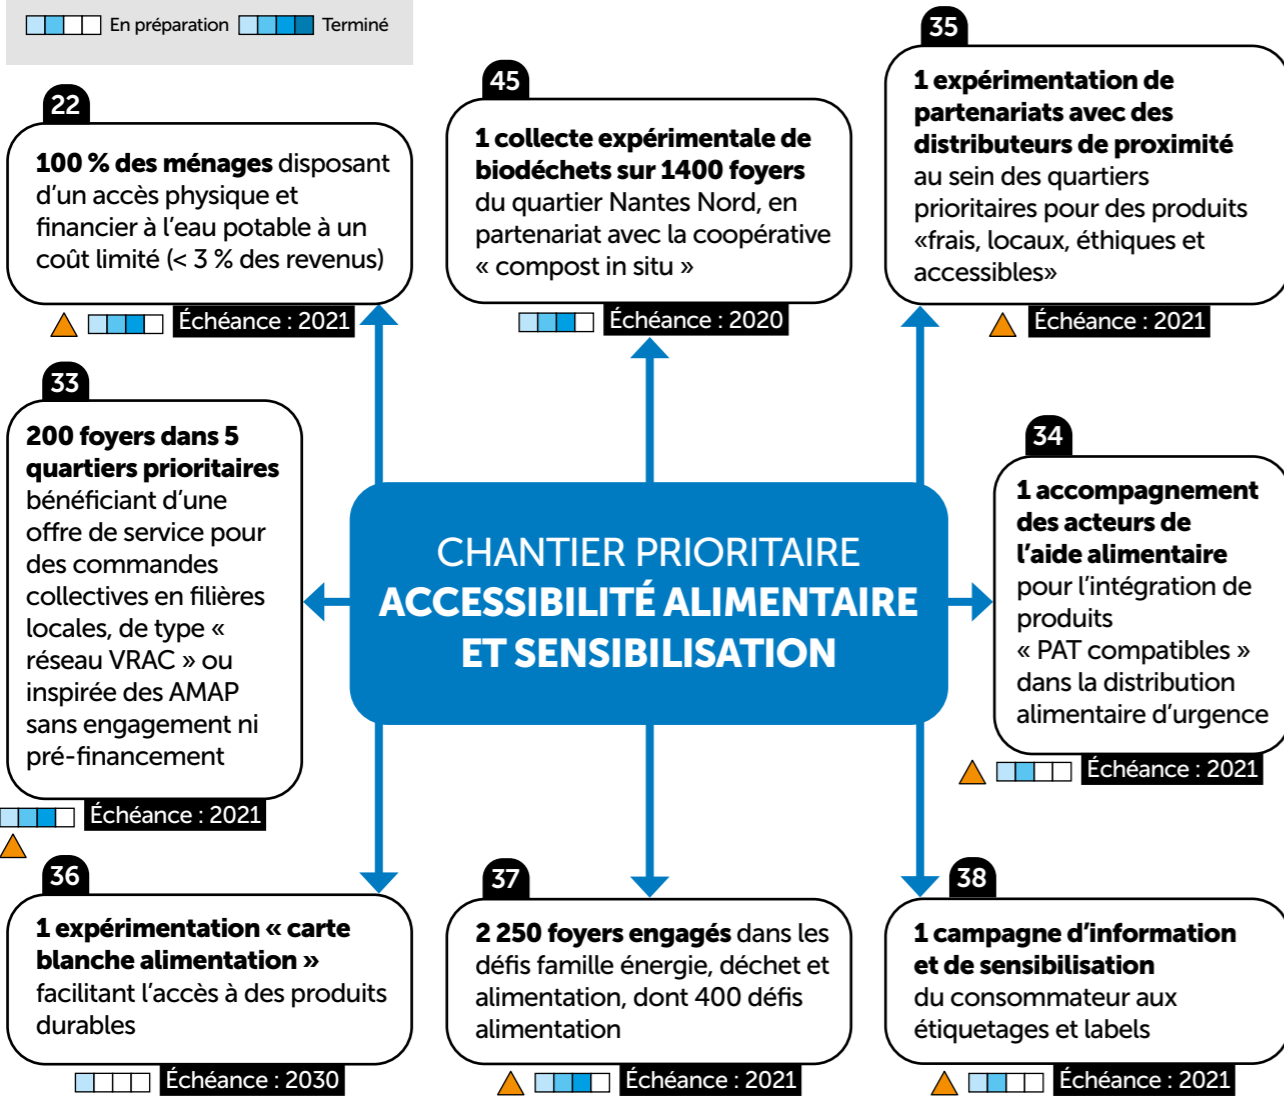 En préparation
Terminé
22
100 % des ménages disposant
d’un accès physique et
financier à l’eau potable à un
coût limité (< 3 % des revenus)
Échéance : 2021
45
1 collecte expérimentale de
biodéchets sur 1400 foyers
du quartier Nantes Nord, en
partenariat avec la coopérative
« compost in situ »
Échéance : 2020
35
1 expérimentation de
partenariats avec des
distributeurs de proximité
au sein des quartiers
prioritaires pour des produits
«frais, locaux, éthiques et
accessibles»
Échéance : 2021
33
200 foyers dans 5
quartiers prioritaires
bénéficiant d’une
offre de service pour
des commandes
collectives en filières
locales, de type «
réseau VRAC » ou
inspirée des AMAP
sans engagement ni
pré-financement
Échéance : 2021
CHANTIER PRIORITAIRE
ACCESSIBILITÉ ALIMENTAIRE
ET SENSIBILISATION
34
1 accompagnement
des acteurs de
l’aide alimentaire
pour l’intégration de
produits
« PAT compatibles »
dans la distribution
alimentaire d’urgence
Échéance : 2021
36
1 expérimentation « carte
blanche alimentation »
facilitant l’accès à des produits
durables
Échéance : 2030
37
2 250 foyers engagés dans les
défis famille énergie, déchet et
alimentation, dont 400 défis
alimentation
Échéance : 2021
38
1 campagne d’information
et de sensibilisation
du consommateur aux
étiquetages et labels
Échéance : 2021